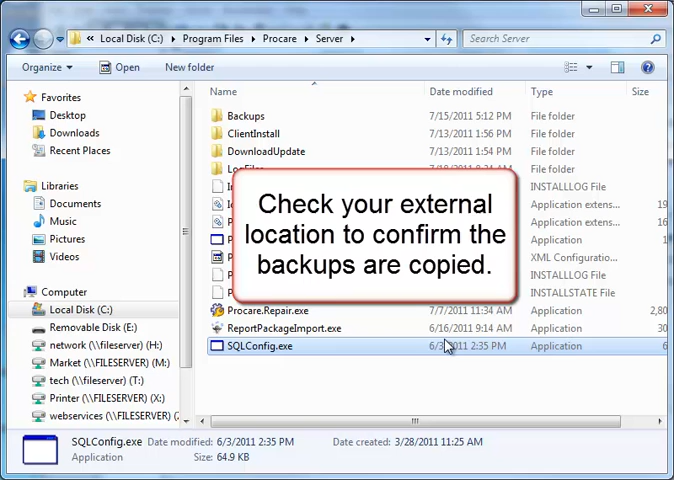 Local Disk (C:) Program Files Procare Server Search Server
Organize Open New folder
Name Date modified Type Size
Favorites
Desktop
Downloads
Recent Places
Libraries
Documents
Music
Pictures
Videos
Computer
Local Disk (C:)
Removable Disk (E:)
network (\\fileserver) (H:)
Market (\\FILESERVER) (M:)
tech (\\fileserver) (T:)
Printer (\\FILESERVER) (X:)
webservices (\\FILESERVER)
Backups 7/15/2011 5:12 PM File folder
ClientInstall 7/13/2011 1:56 PM File folder
DownloadUpdate 7/13/2011 1:54 PM File folder
File folder
INSTALLLOG File
Application extens... 19
Application extens...
Application
XML Configuratio...
INSTALLLOG File
INSTALLSTATE File
Procare.Repair.exe 7/7/2011 11:34 AM Application 2,80
ReportPackageImport.exe 6/16/2011 9:14 AM Application 30
SQLConfig.exe 2:35 PM Application 6
Check your external
location to confirm the
backups are copied.
SQLConfig.exe Date modified: 6/3/2011 2:35 PM Date created: 3/28/2011 11:25 AM
Application Size: 64.9 KB